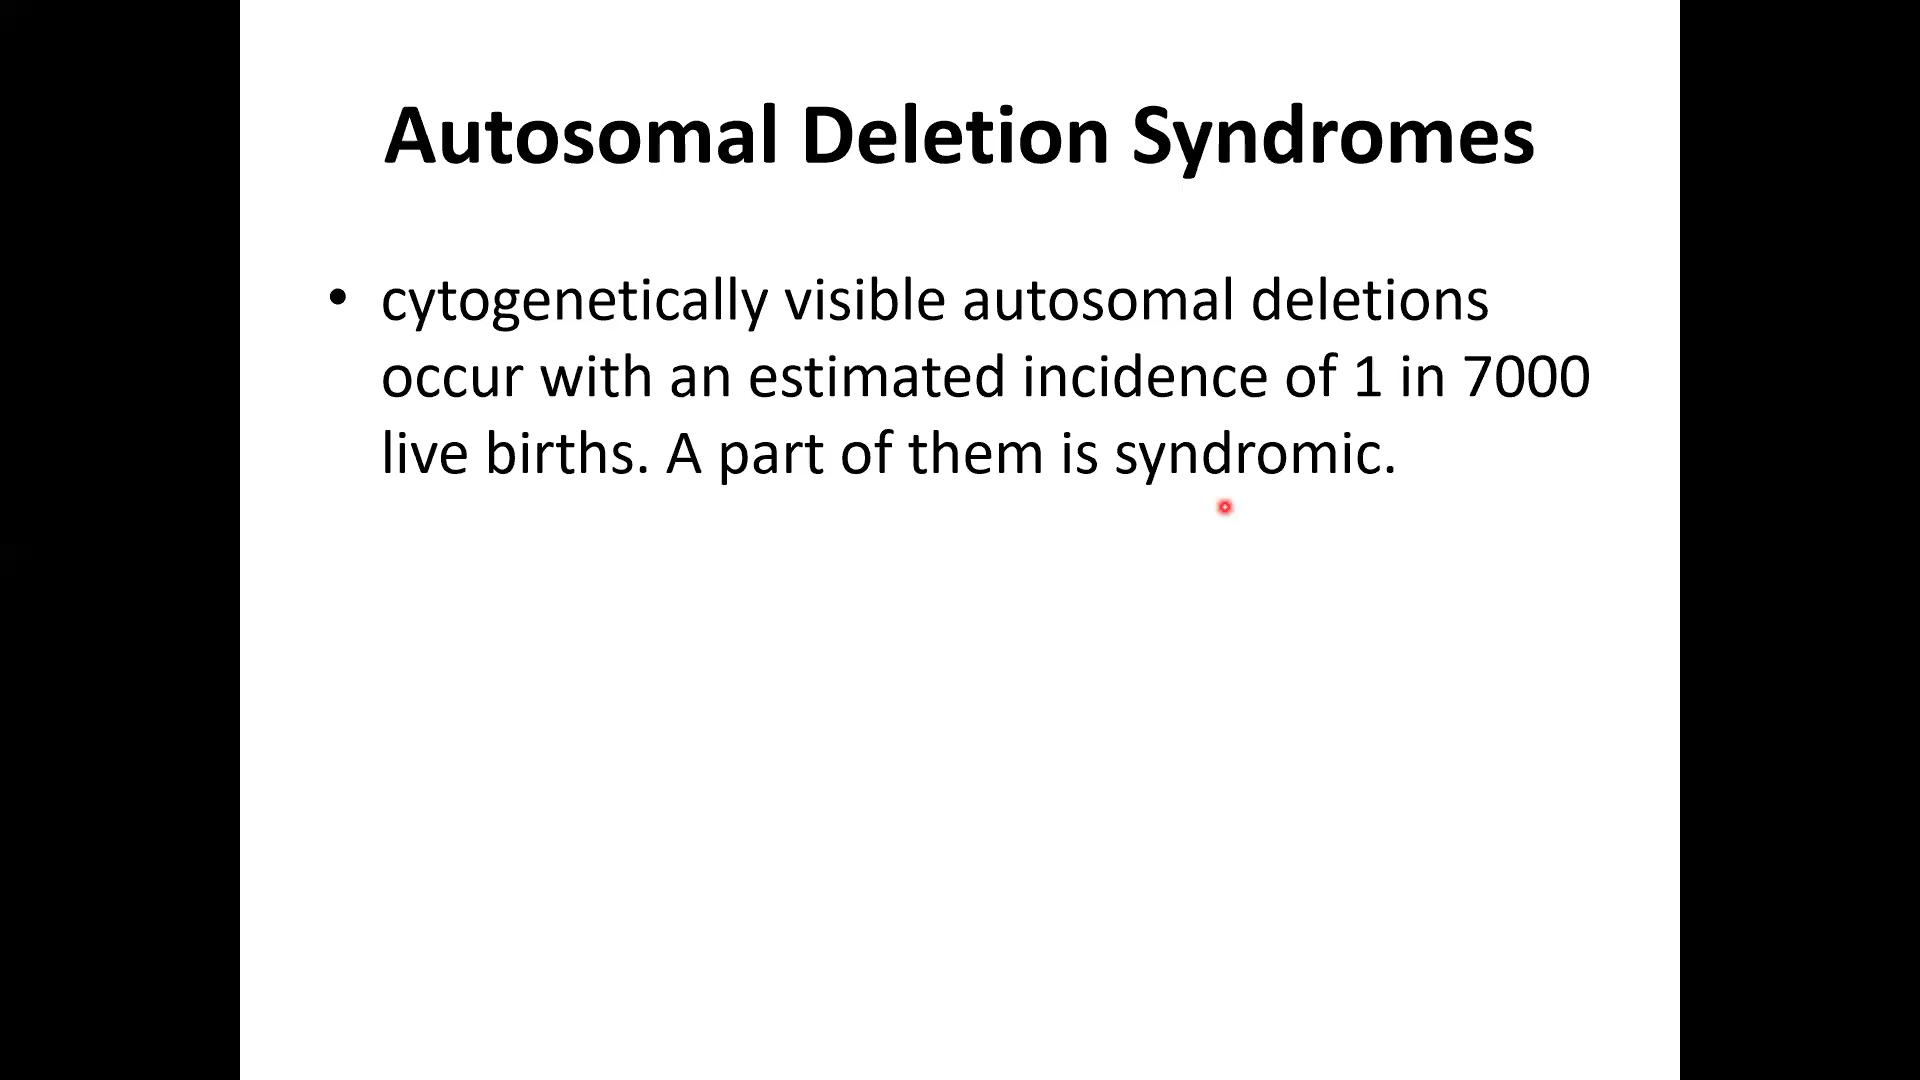 Autosomal Deletion Syndromes
• cytogenetically visible autosomal deletions
occur with an estimated incidence of 1 in 7000
live births. A part of them is syndromic.